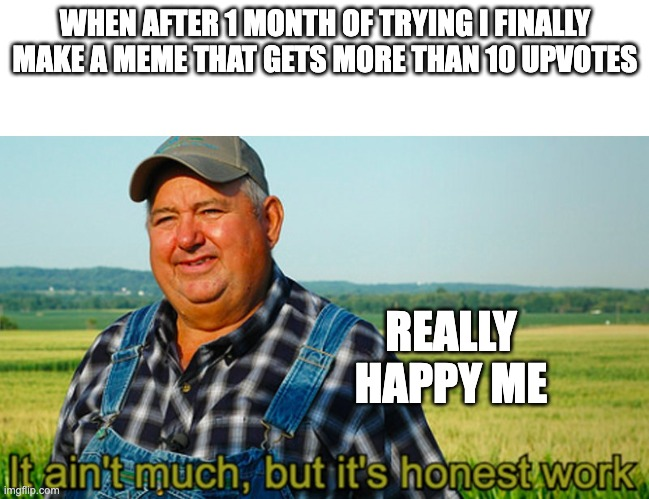 WHEN AFTER 1 MONTH OF TRYING I FINALLY
MAKE A MEME THAT GETS MORE THAN 10 UPVOTES
REALLY
HAPPY ME
It ain't much, but it's honest work
imgflip.com